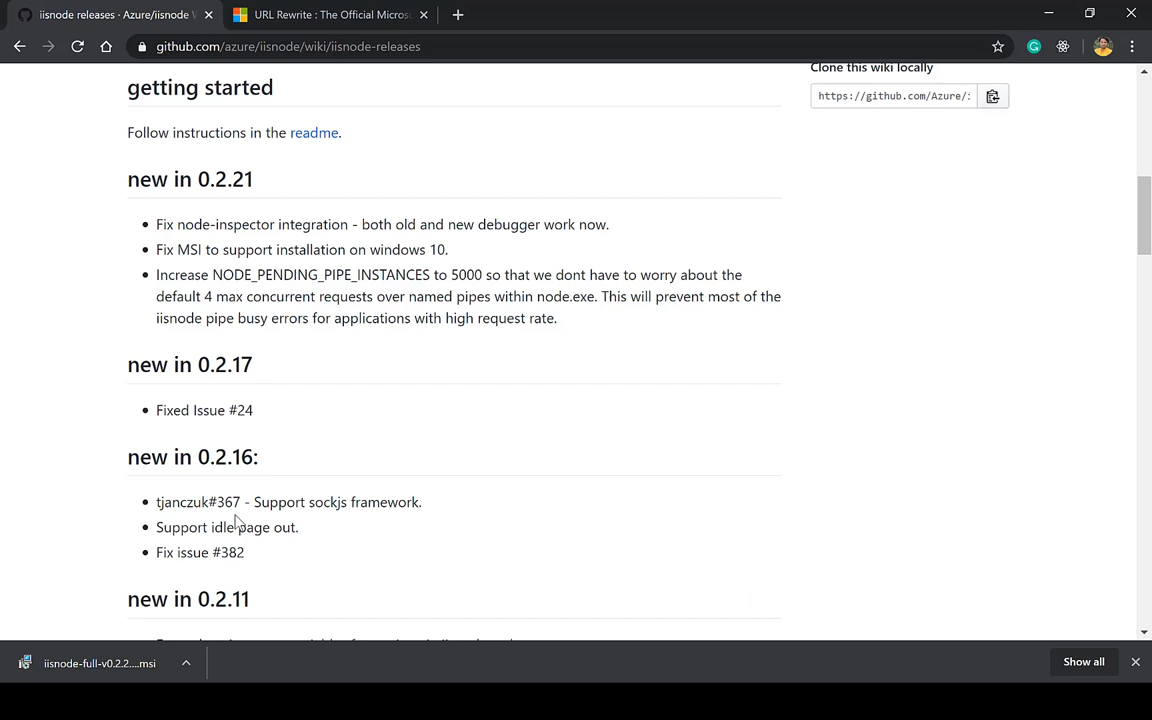 iisnode releases · Azure/iisnode W
URL Rewrite : The Official Micros
github.com/azure/iisnode/wiki/iisnode-releases
getting started
Clone this wiki locally
https://github.com/Azure/
Follow instructions in the readme.
new in 0.2.21
Fix node-inspector integration - both old and new debugger work now.
Fix MSI to support installation on windows 10.
Increase NODE_PENDING_PIPE_INSTANCES to 5000 so that we dont have to worry about the
default 4 max concurrent requests over named pipes within node.exe. This will prevent most of the
iisnode pipe busy errors for applications with high request rate.
new in 0.2.17
Fixed Issue #24
new in 0.2.16:
tjanczuk#367 - Support sockjs framework.
Support idle page out.
Fix issue #382
new in 0.2.11
iisnode-full-v0.2.2....msi
Show all